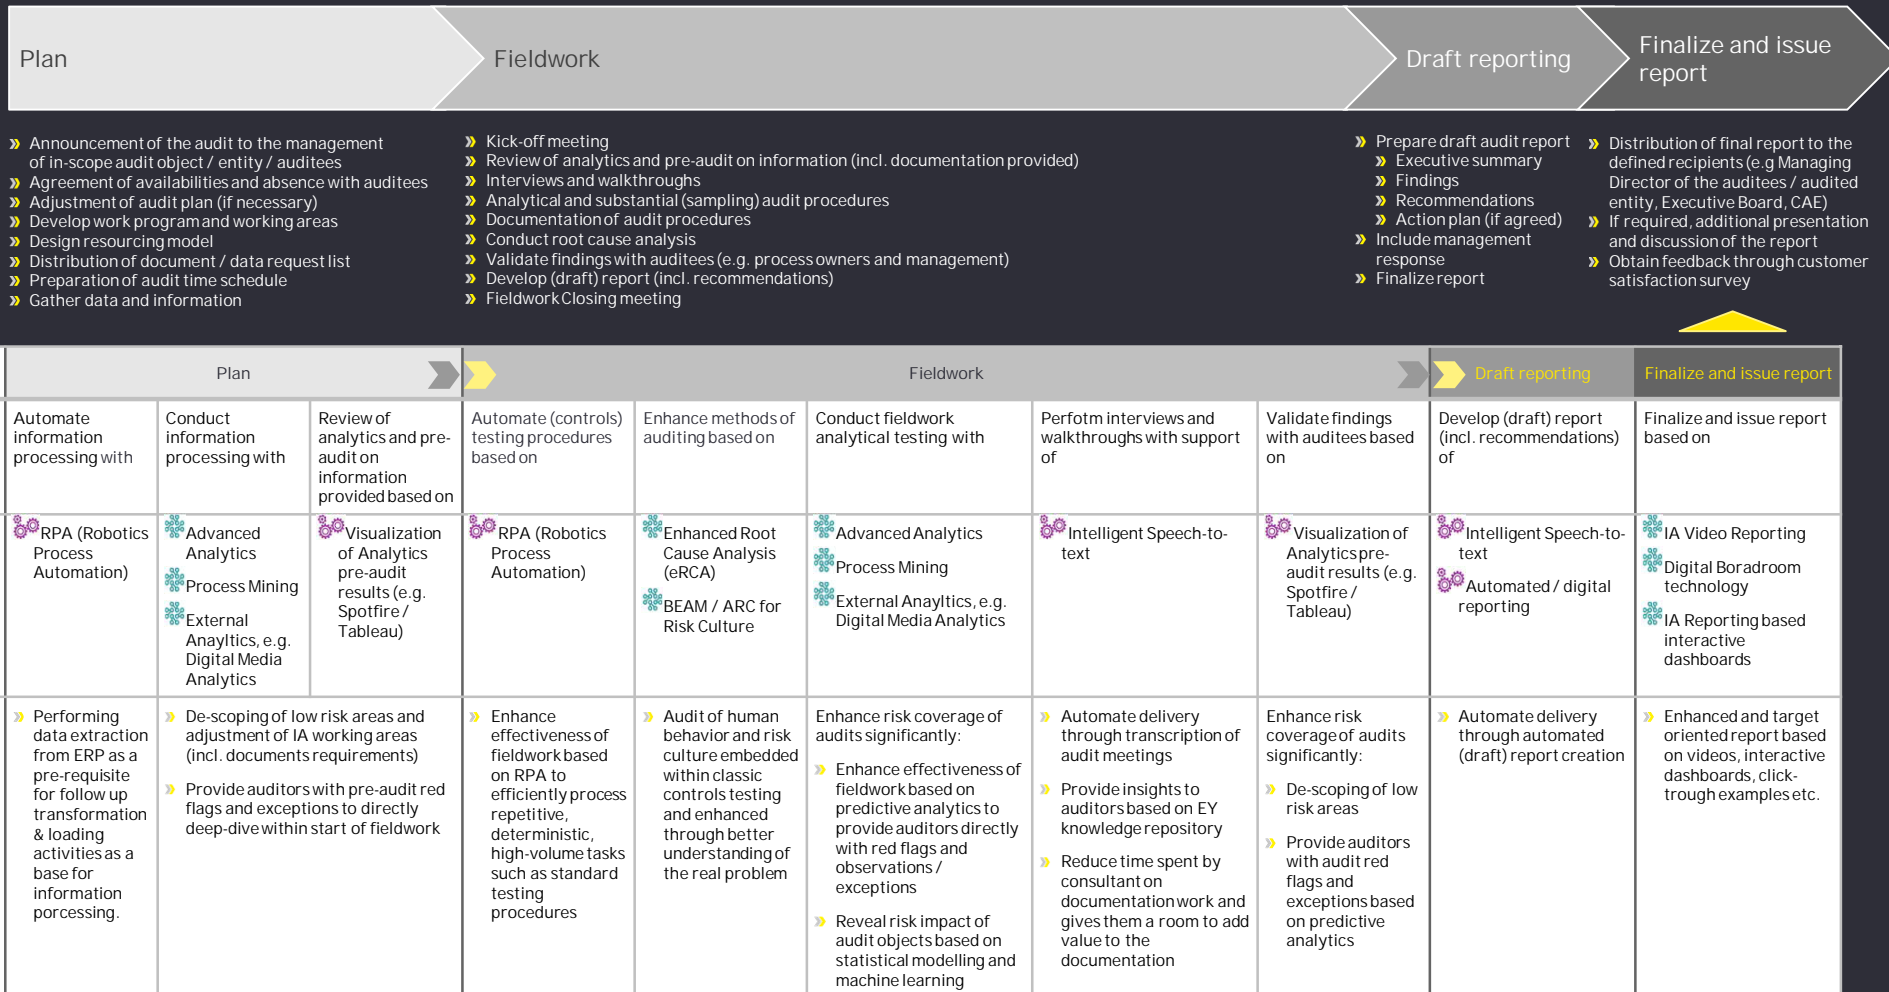 Plan
Fieldwork
Draft reporting
Finalize and issue
report
Announcement of the audit to the management
of in-scope audit object / entity / auditees
Agreement of availabilities and absence with auditees
Adjustment of audit plan (if necessary)
Develop work program and working areas
Design resourcing model
Distribution of document / data request list
Preparation of audit time schedule
Gather data and information
Kick-off meeting
Review of analytics and pre-audit on information (incl. documentation provided)
Interviews and walkthroughs
Analytical and substantial (sampling) audit procedures
Documentation of audit procedures
Conduct root cause analysis
Validate findings with auditees (e.g. process owners and management)
Develop (draft) report (incl. recommendations)
Fieldwork Closing meeting
Prepare draft audit report
Executive summary
Findings
Recommendations
Action plan (if agreed)
Include management
response
Finalize report
Distribution of final report to the
defined recipients (e.g Managing
Director of the auditees / audited
entity, Executive Board, CAE)
If required, additional presentation
and discussion of the report
Obtain feedback through customer
satisfaction survey
Plan
Fieldwork
Draft reporting
Finalize and issue report
Automate
information
processing with
Conduct
information
processing with
Review of
analytics and pre-
audit on
information
provided based on
Automate (controls)
testing procedures
based on
Enhance methods of
auditing based on
Conduct fieldwork
analytical testing with
Perfotm interviews and
walkthroughs with support
of
Validate findings
with auditees based
on
Develop (draft) report
(incl. recommendations)
of
Finalize and issue report
based on
RPA (Robotics
Process
Automation)
Advanced
Analytics
Process Mining
External
Anayltics, e.g.
Digital Media
Analytics
Visualization
of Analytics
pre-audit
results (e.g.
Spotfire /
Tableau)
RPA (Robotics
Process
Automation)
Enhanced Root
Cause Analysis
(eRCA)
BEAM / ARC for
Risk Culture
Advanced Analytics
Process Mining
External Anayltics, e.g.
Digital Media Analytics
Intelligent Speech-to-
text
Visualization of
Analytics pre-
audit results (e.g.
Spotfire /
Tableau)
Intelligent Speech-to-
text
Automated / digital
reporting
IA Video Reporting
Digital Boradroom
technology
IA Reporting based
interactive
dashboards
Performing
data extraction
from ERP as a
pre-requisite
for follow up
transformation
& loading
activities as a
base for
information
porcessing.
De-scoping of low risk areas and
adjustment of IA working areas
(incl. documents requirements)
Provide auditors with pre-audit red
flags and exceptions to directly
deep-dive within start of fieldwork
Enhance
effectiveness of
fieldwork based
on RPA to
efficiently process
repetitive,
deterministic,
high-volume tasks
such as standard
testing
procedures
Audit of human
behavior and risk
culture embedded
within classic
controls testing
and enhanced
through better
understanding of
the real problem
Enhance risk coverage of
audits significantly:
Enhance effectiveness of
fieldwork based on
predictive analytics to
provide auditors directly
with red flags and
observations /
exceptions
Reveal risk impact of
audit objects based on
statistical modelling and
machine learning
Automate delivery
through transcription of
audit meetings
Provide insights to
auditors based on EY
knowledge repository
Reduce time spent by
consultant on
documentation work and
gives them a room to add
value to the
documentation
Enhance risk
coverage of audits
significantly:
De-scoping of low
risk areas
Provide auditors
with audit red
flags and
exceptions based
on predictive
analytics
Automate delivery
through automated
(draft) report creation
Enhanced and target
oriented report based
on videos, interactive
dashboards, click-
trough examples etc.